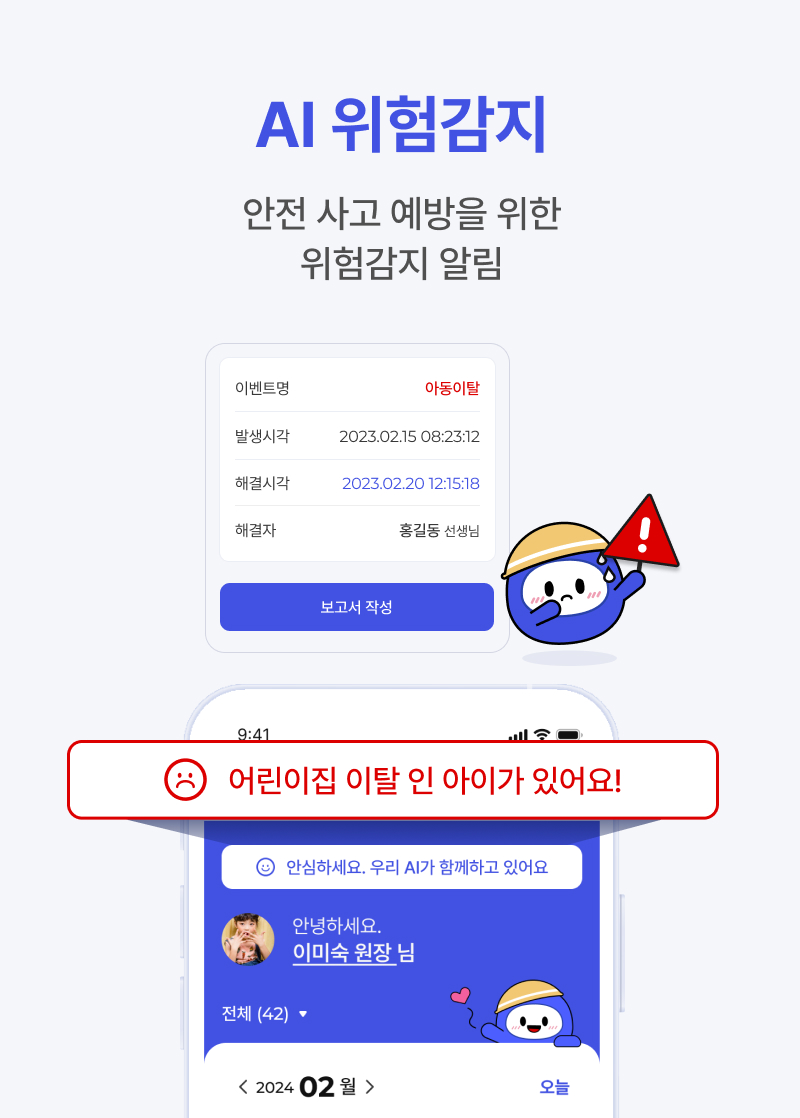 AI 위험감지
안전 사고 예방을 위한
위험감지 알림
이벤트명 아동이탈
발생시각 2023.02.15 08:23:12
해결시각 2023.02.20 12:15:18
해결자 홍길동 선생님
보고서 작성
9:41
어린이집 이탈 인 아이가 있어요!
안심하세요. 우리 AI가 함께하고 있어요
안녕하세요.
이미숙 원장 님
전체 (42)
2024 02 월 오늘